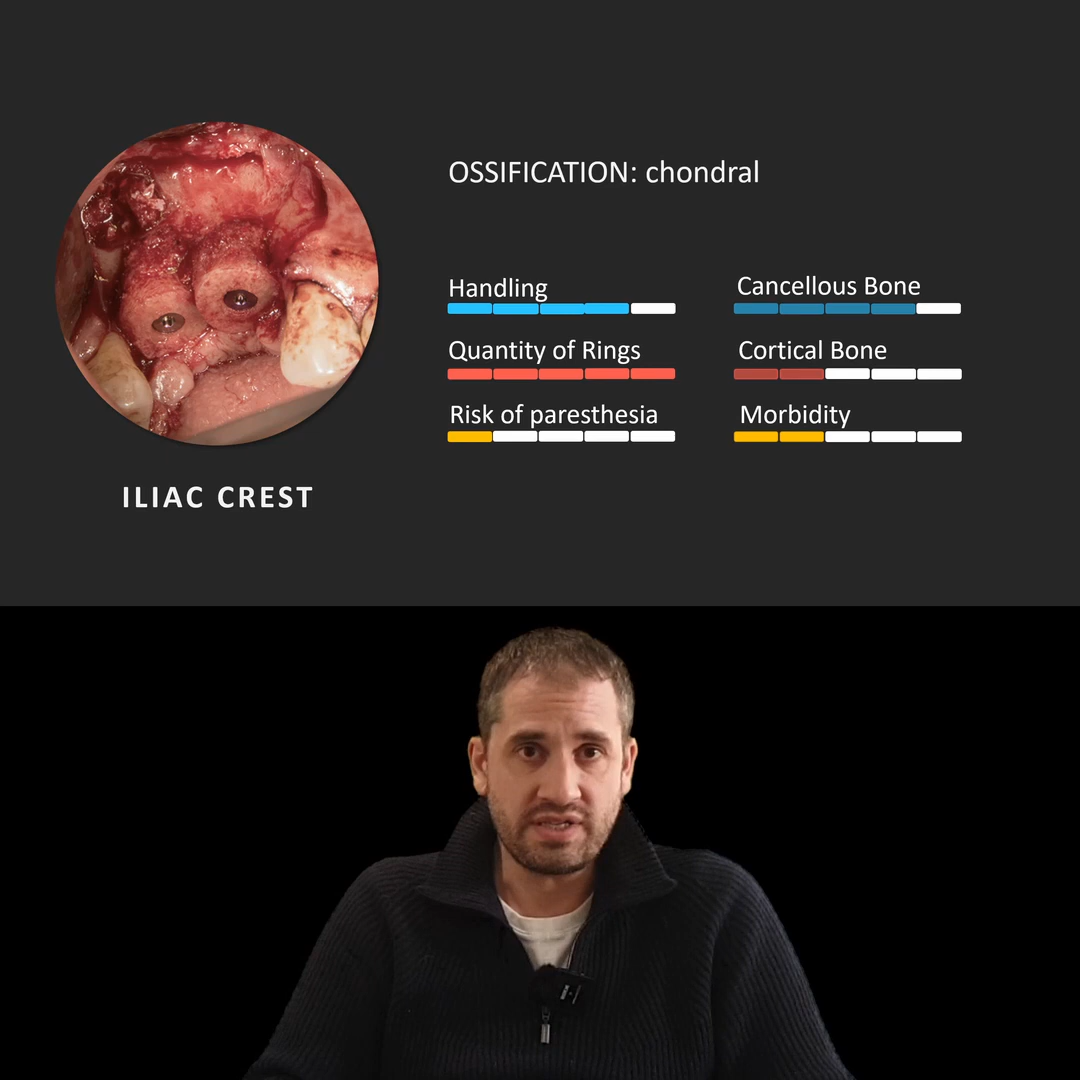 OSSIFICATION: chondral
Handling
Cancellous Bone
Quantity of Rings
Cortical Bone
Risk of paresthesia
Morbidity
ILIAC CREST